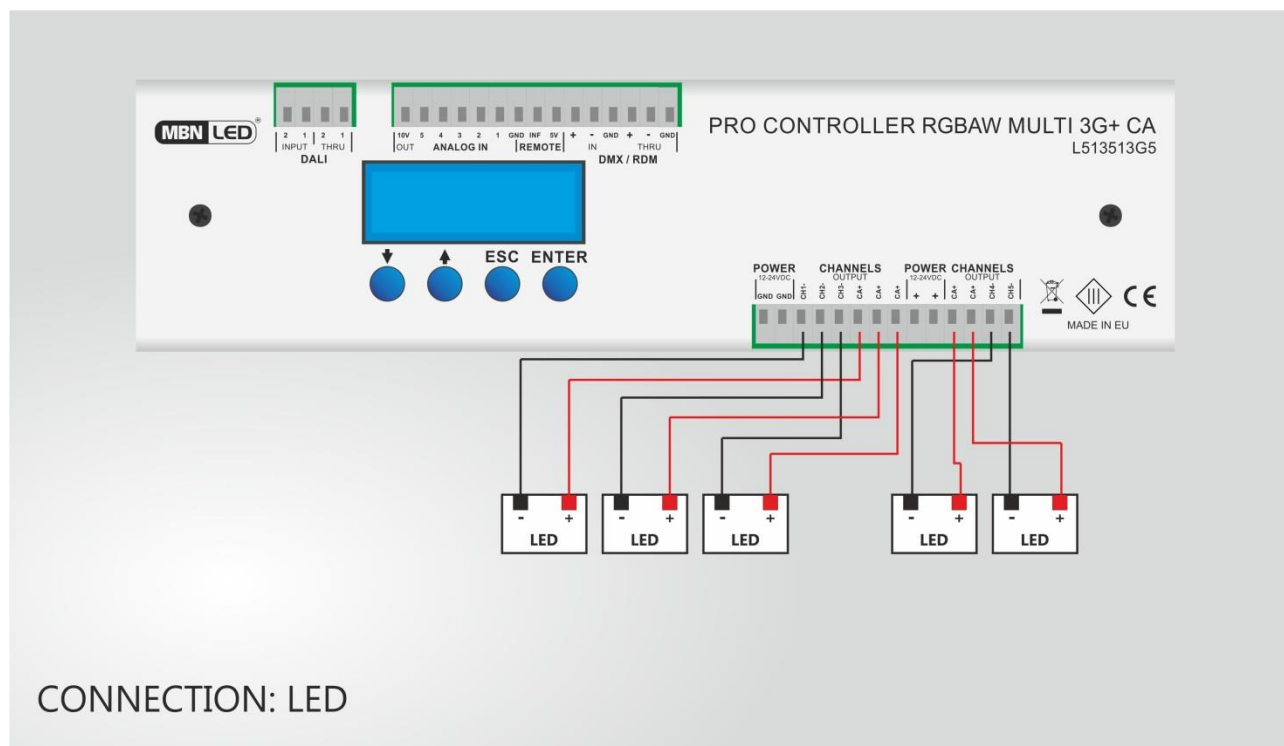 MBN LED®
2 1 2 1
INPUT THRU
DALI
10V 5 4 3 2 1 GND INF 5V + - GND + - GND
OUT ANALOG IN REMOTE IN THRU
DMX / RDM
PRO CONTROLLER RGBAW MULTI 3G+ CA
L513513G5
ESC ENTER
POWER CHANNELS POWER CHANNELS
12-24VDC OUTPUT 12-24VDC OUTPUT
GND GND CH1- CH2- CH3- CA+ CA+ CA+ + + CA+ CA+ CH4- CH5-
III CE
MADE IN EU
- + - + - + - + - +
LED LED LED LED LED
CONNECTION: LED